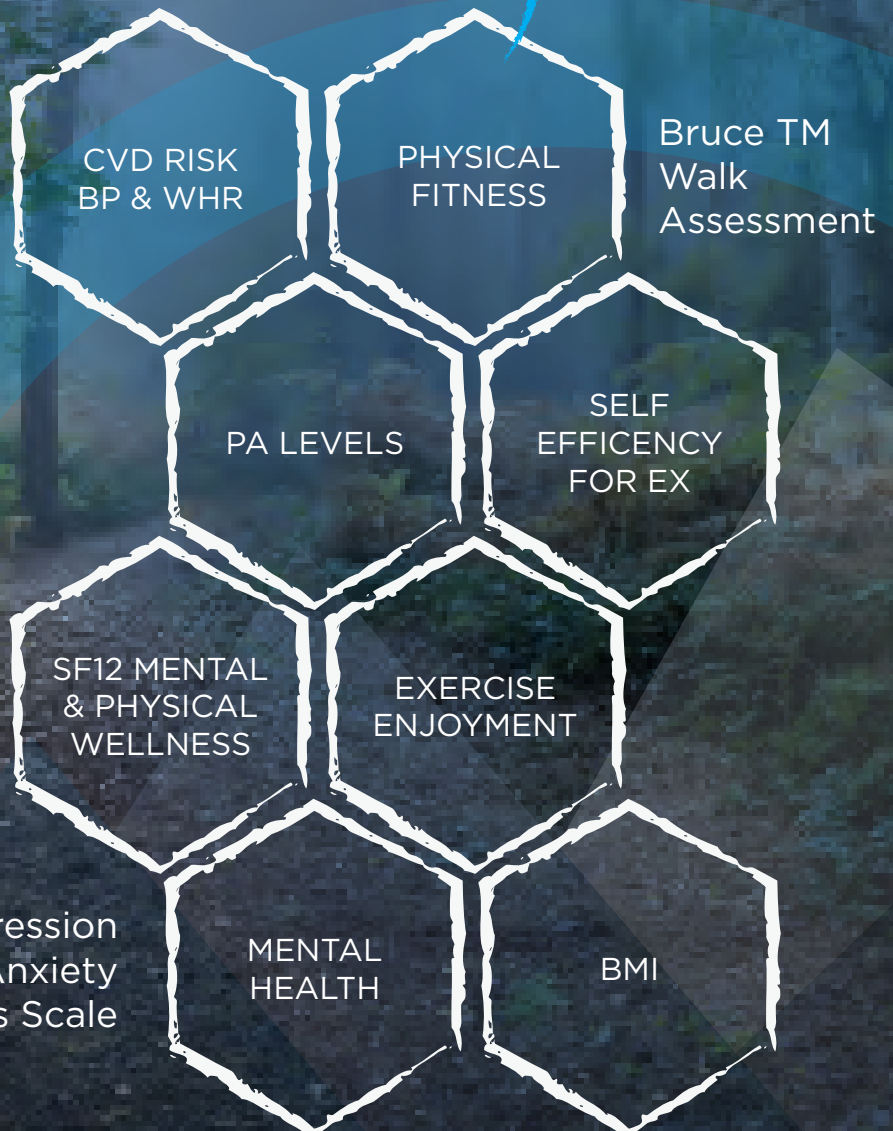 CVD RISK
BP & WHR
PHYSICAL
FITNESS
Bruce TM
Walk
Assessment
PA LEVELS
SELF
EFFICENCY
FOR EX
SF12 MENTAL
& PHYSICAL
WELLNESS
EXERCISE
ENJOYMENT
ression
Anxiety
s Scale
MENTAL
HEALTH
BMI